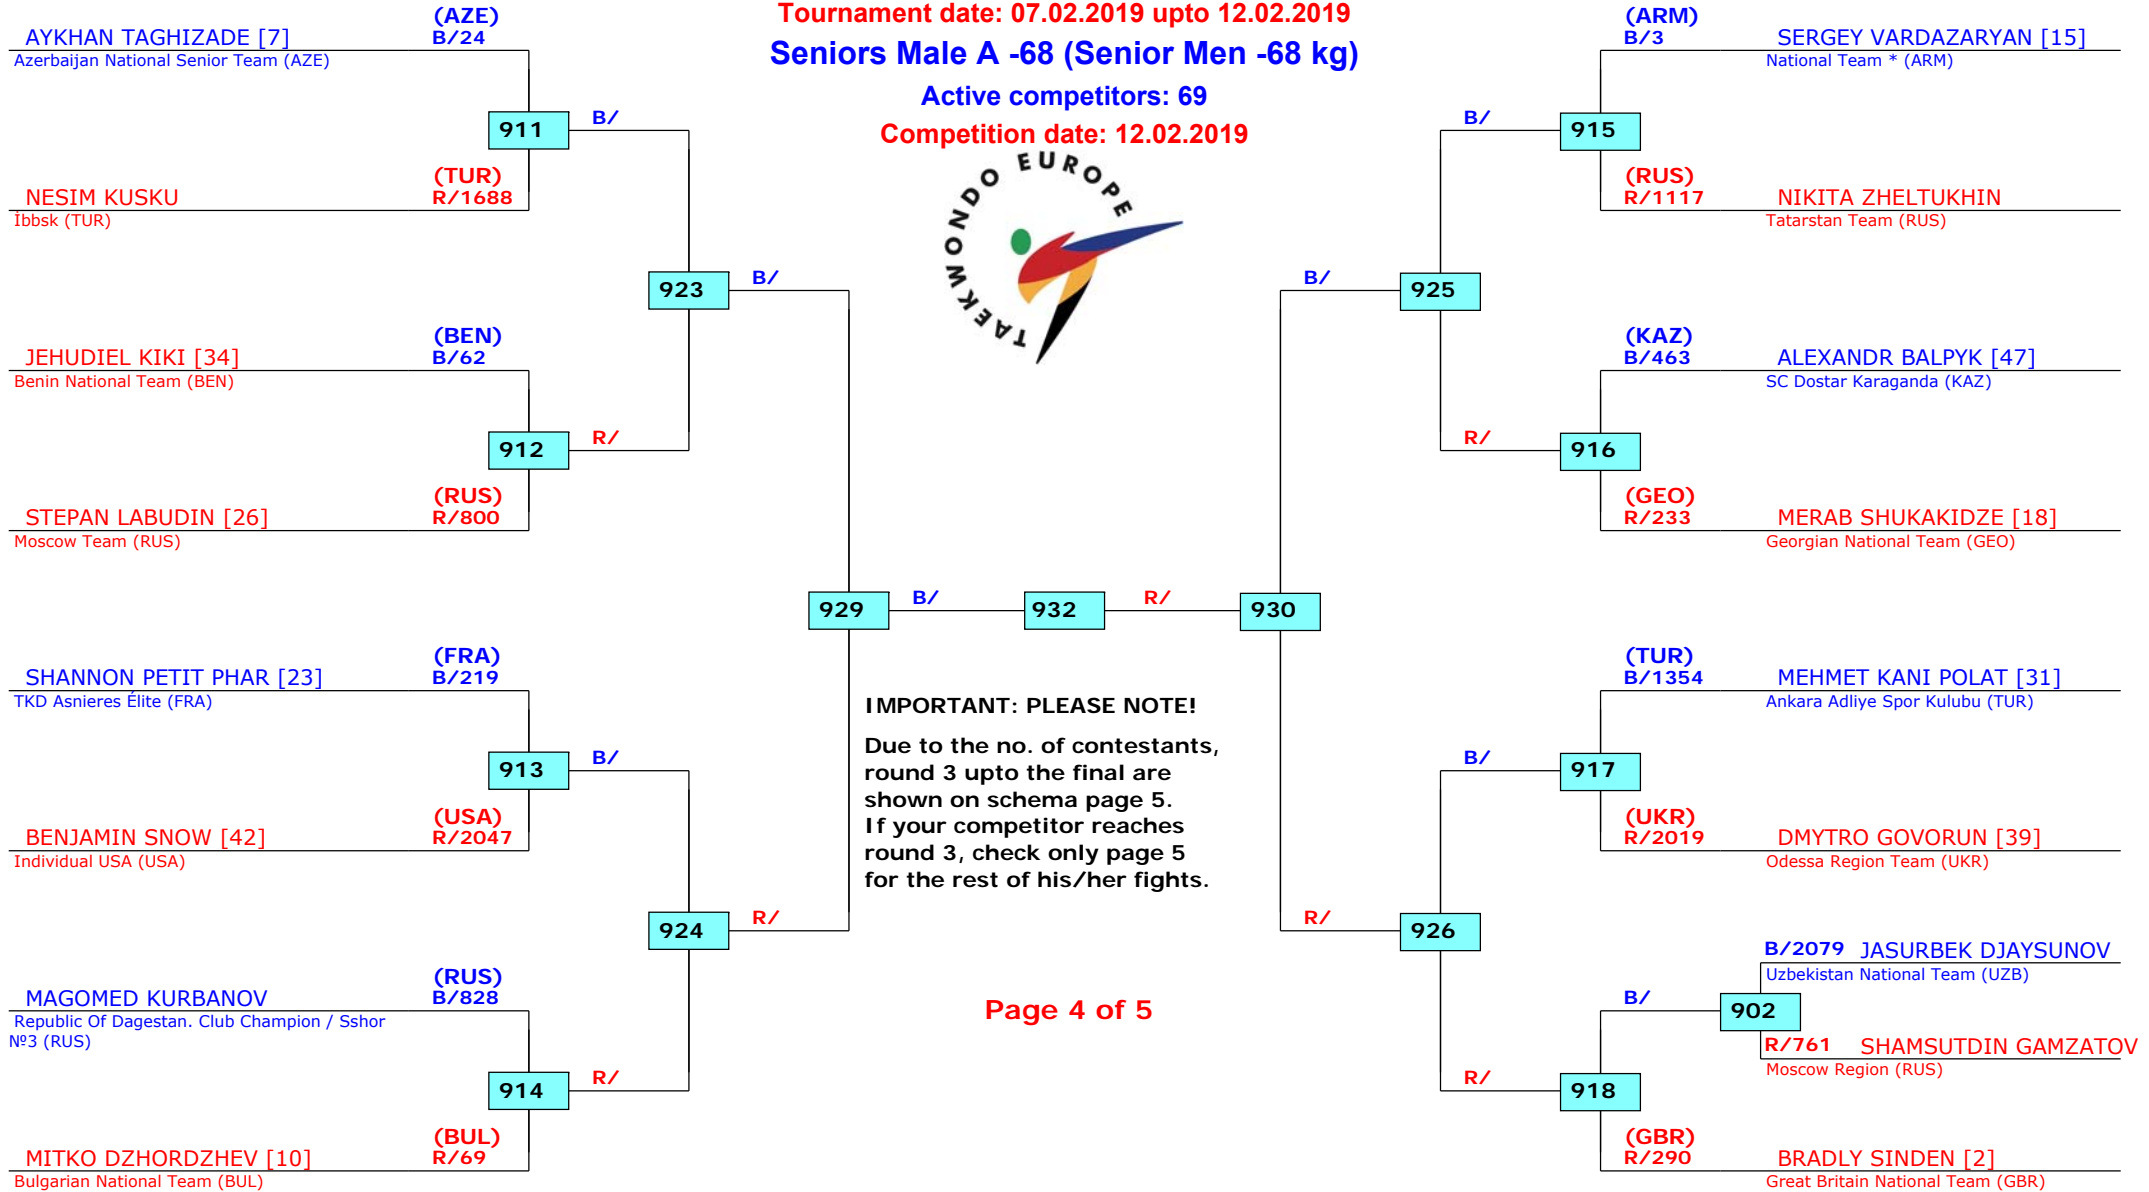 Tournament date: 07.02.2019 upto 12.02.2019
Seniors Male A -68 (Senior Men -68 kg)
Active competitors: 69
Competition date: 12.02.2019
TAEKWONDO EUROPE
(AZE)
AYKHAN TAGHIZADE [7] B/24
Azerbaijan National Senior Team (AZE)
911 B/
(TUR)
NESIM KUSKU R/1688
İbbsk (TUR)
923 B/
(BEN)
JEHUDIEL KIKI [34] B/62
Benin National Team (BEN)
912 R/
(RUS)
STEPAN LABUDIN [26] R/800
Moscow Team (RUS)
929 B/ 932 R/ 930
(FRA)
SHANNON PETIT PHAR [23] B/219
TKD Asnieres Élite (FRA)
913 B/
(USA)
BENJAMIN SNOW [42] R/2047
Individual USA (USA)
924 R/
(RUS)
MAGOMED KURBANOV B/828
Republic Of Dagestan. Club Champion / Sshor
№3 (RUS)
914 R/
(BUL)
MITKO DZHORDZHEV [10] R/69
Bulgarian National Team (BUL)
IMPORTANT: PLEASE NOTE!
Due to the no. of contestants,
round 3 upto the final are
shown on schema page 5.
If your competitor reaches
round 3, check only page 5
for the rest of his/her fights.
Page 4 of 5
(ARM)
B/3 SERGEY VARDAZARYAN [15]
National Team * (ARM)
B/ 915
(RUS)
R/1117 NIKITA ZHELTUKHIN
Tatarstan Team (RUS)
B/ 925
(KAZ)
B/463 ALEXANDR BALPYK [47]
SC Dostar Karaganda (KAZ)
R/ 916
(GEO)
R/233 MERAB SHUKAKIDZE [18]
Georgian National Team (GEO)
(TUR)
B/1354 MEHMET KANI POLAT [31]
Ankara Adliye Spor Kulubu (TUR)
B/ 917
(UKR)
R/2019 DMYTRO GOVORUN [39]
Odessa Region Team (UKR)
R/ 926
B/2079 JASURBEK DJAYSUNOV
Uzbekistan National Team (UZB)
B/ 902
R/761 SHAMSUTDIN GAMZATOV
Moscow Region (RUS)
R/ 918
(GBR)
R/290 BRADLY SINDEN [2]
Great Britain National Team (GBR)